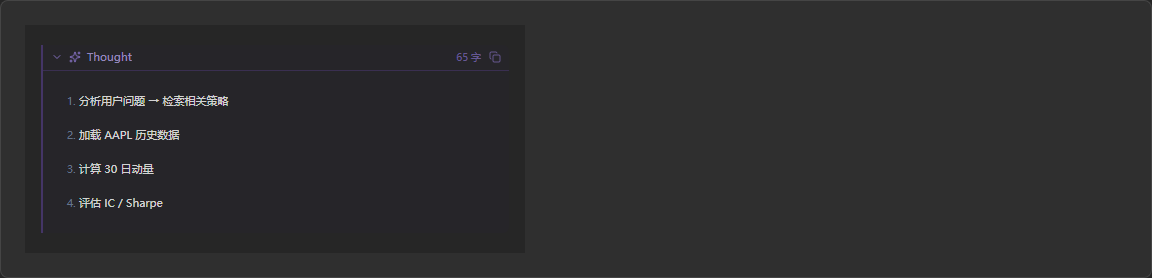 Thought
65 字
1. 分析用户问题 → 检索相关策略
2. 加载 AAPL 历史数据
3. 计算 30 日动量
4. 评估 IC / Sharpe